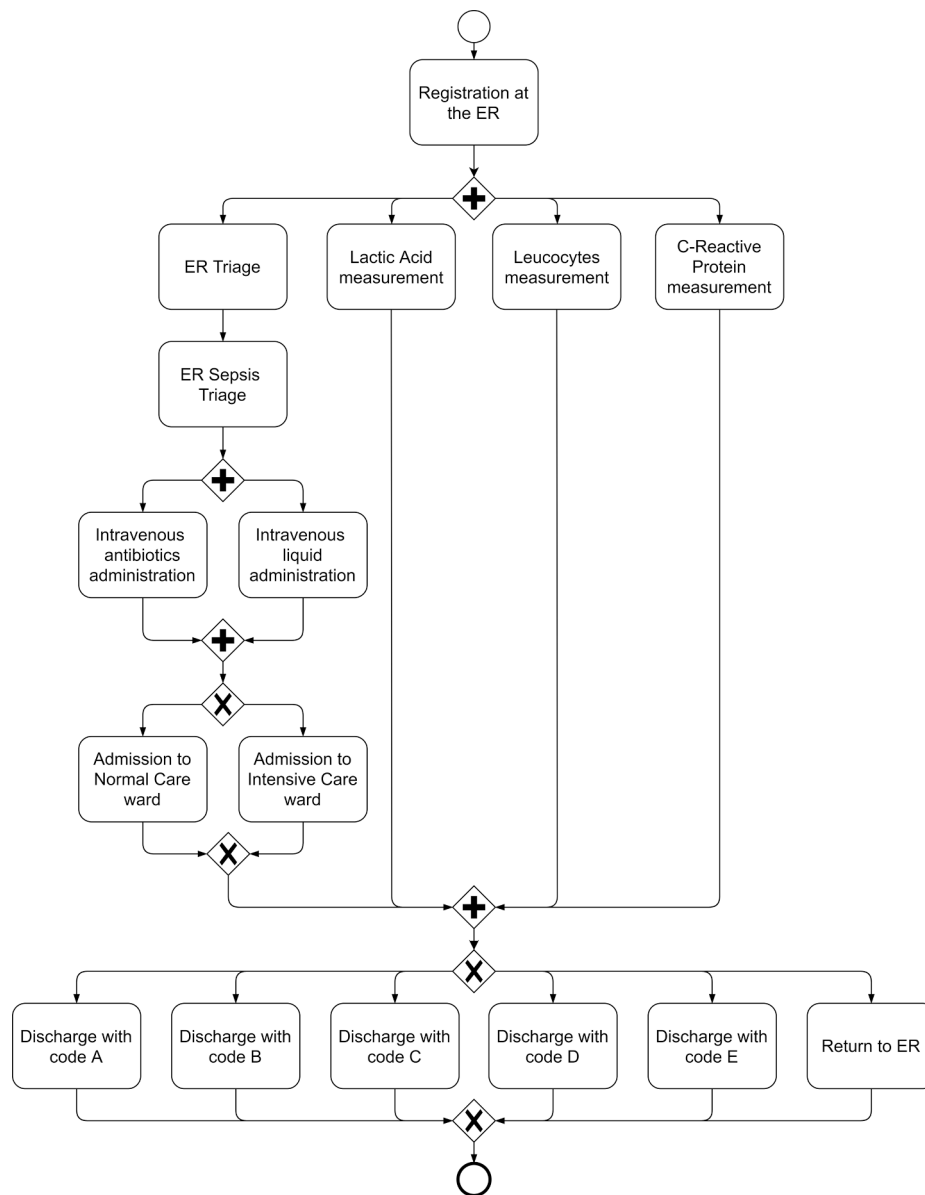 Registration at
the ER
ER Triage
Lactic Acid
measurement
Leucocytes
measurement
C-Reactive
Protein
measurement
ER Sepsis
Triage
Intravenous
antibiotics
administration
Intravenous
liquid
administration
Admission to
Normal Care
ward
Admission to
Intensive Care
ward
Discharge with
code A
Discharge with
code B
Discharge with
code C
Discharge with
code D
Discharge with
code E
Return to ER